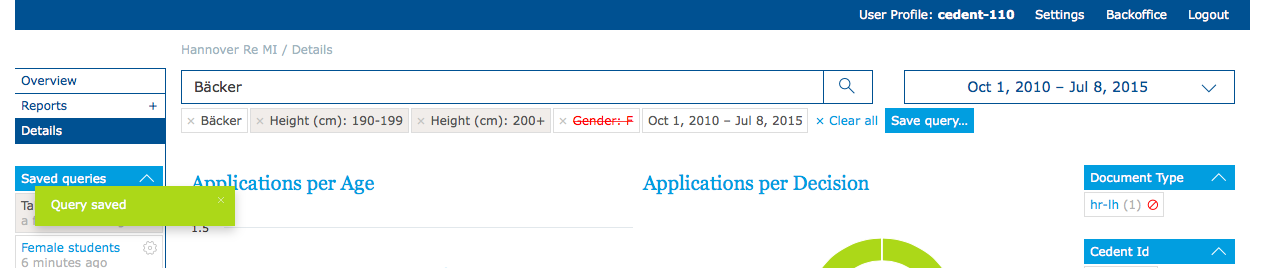 User Profile: cedent-110 Settings Backoffice Logout
Hannover Re MI / Details
Overview
Reports +
Details
Bäcker
Oct 1, 2010 – Jul 8, 2015
× Bäcker × Height (cm): 190-199 × Height (cm): 200+ × Gender: F Oct 1, 2010 – Jul 8, 2015 × Clear all Save query...
Saved queries
Ta
Query saved ×
Female students
6 minutes ago
Applications per Age
1.5
Applications per Decision
Document Type
hr-lh (1)
Cedent Id